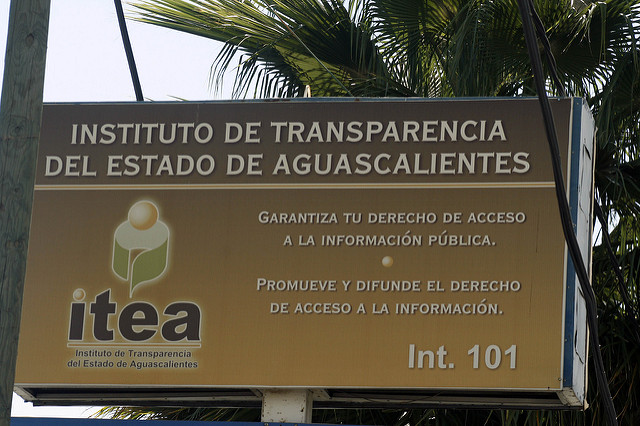 INSTITUTO DE TRANSPARENCIA
DEL ESTADO DE AGUASCALIENTES
GARANTIZA TU DERECHO DE ACCESO
A LA INFORMACIÓN PÚBLICA.
PROMUEVE Y DIFUNDE EL DERECHO
DE ACCESO A LA INFORMACIÓN.
itea
Instituto de Transparencia
del Estado de Aguascalientes
Int. 101